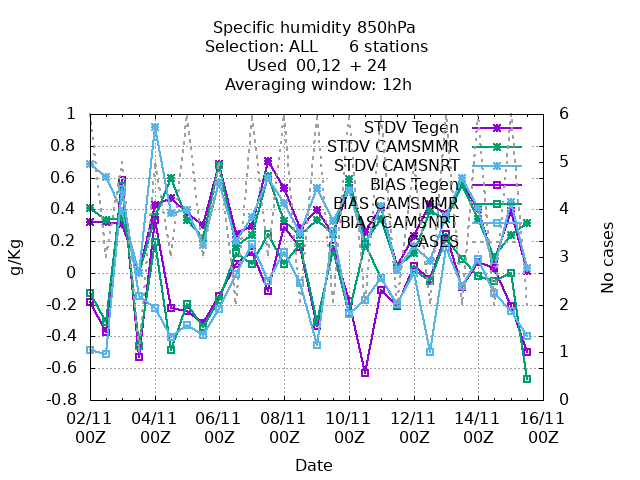 Specific humidity 850hPa
Selection: ALL 6 stations
Used 00,12 + 24
Averaging window: 12h
g/Kg
No cases
1
0.8
0.6
0.4
0.2
0
-0.2
-0.4
-0.6
-0.8
6
5
4
3
2
1
0
STDV Tegen
STDV CAMSMMR
STDV CAMSNRT
BIAS Tegen
BIAS CAMSMMR
BIAS CAMSNRT
CASES
02/11 04/11 06/11 08/11 10/11 12/11 14/11 16/11
00Z 00Z 00Z 00Z 00Z 00Z 00Z 00Z
Date